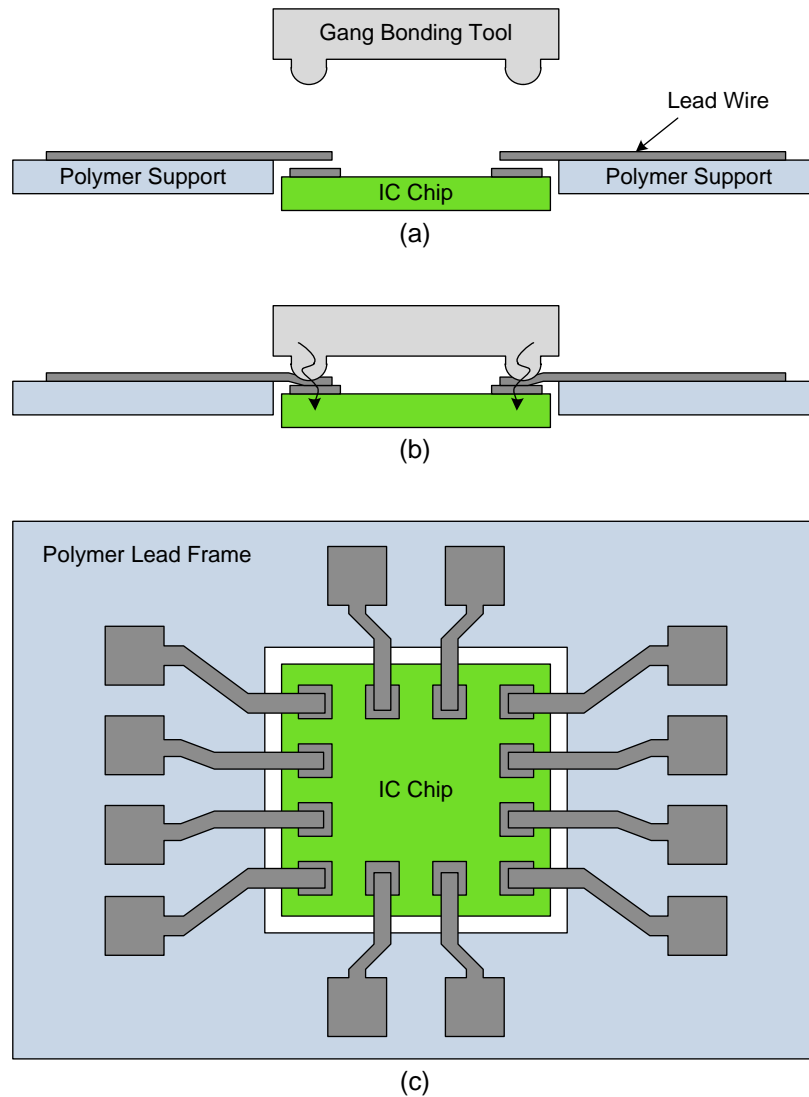 Gang Bonding Tool
Lead Wire
Polymer Support
Polymer Support
IC Chip
(a)
(b)
Polymer Lead Frame
IC Chip
(c)